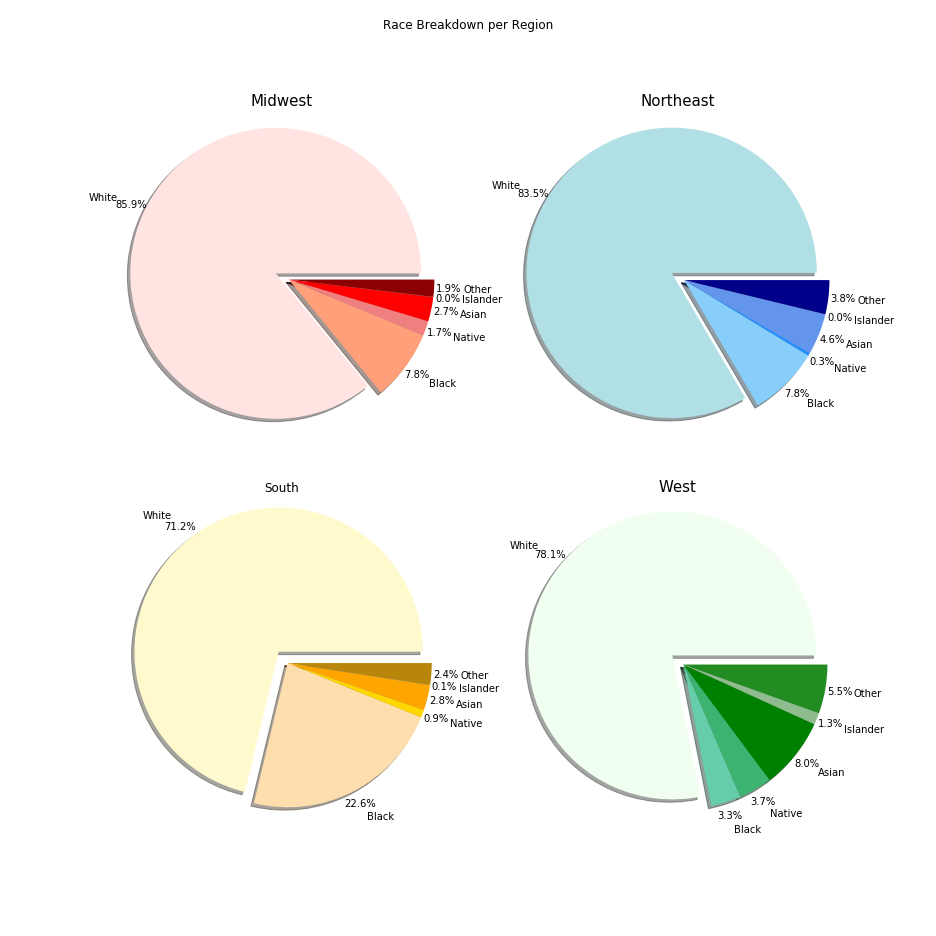 Race Breakdown per Region
Midwest
White
85.9%
1.9% Other
0.0% Islander
2.7% Asian
1.7% Native
7.8% Black
Northeast
White
83.5%
3.8% Other
0.0% Islander
4.6% Asian
0.3% Native
7.8% Black
South
White
71.2%
2.4% Other
0.1% Islander
2.8% Asian
0.9% Native
22.6%
Black
West
White
78.1%
5.5% Other
1.3% Islander
8.0%
Asian
3.7%
Native
3.3%
Black